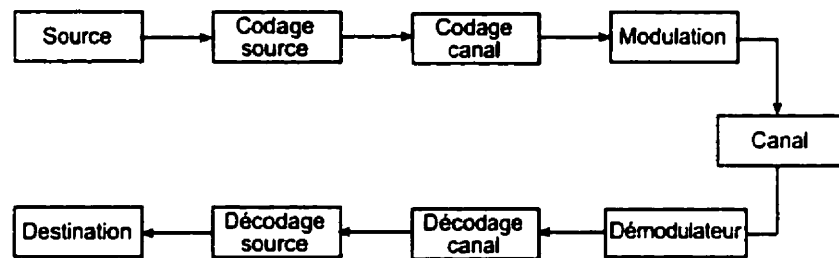 Source
Codage
source
Codage
canal
Modulation
Canal
Destination
Décodage
source
Décodage
canal
Démodulateur